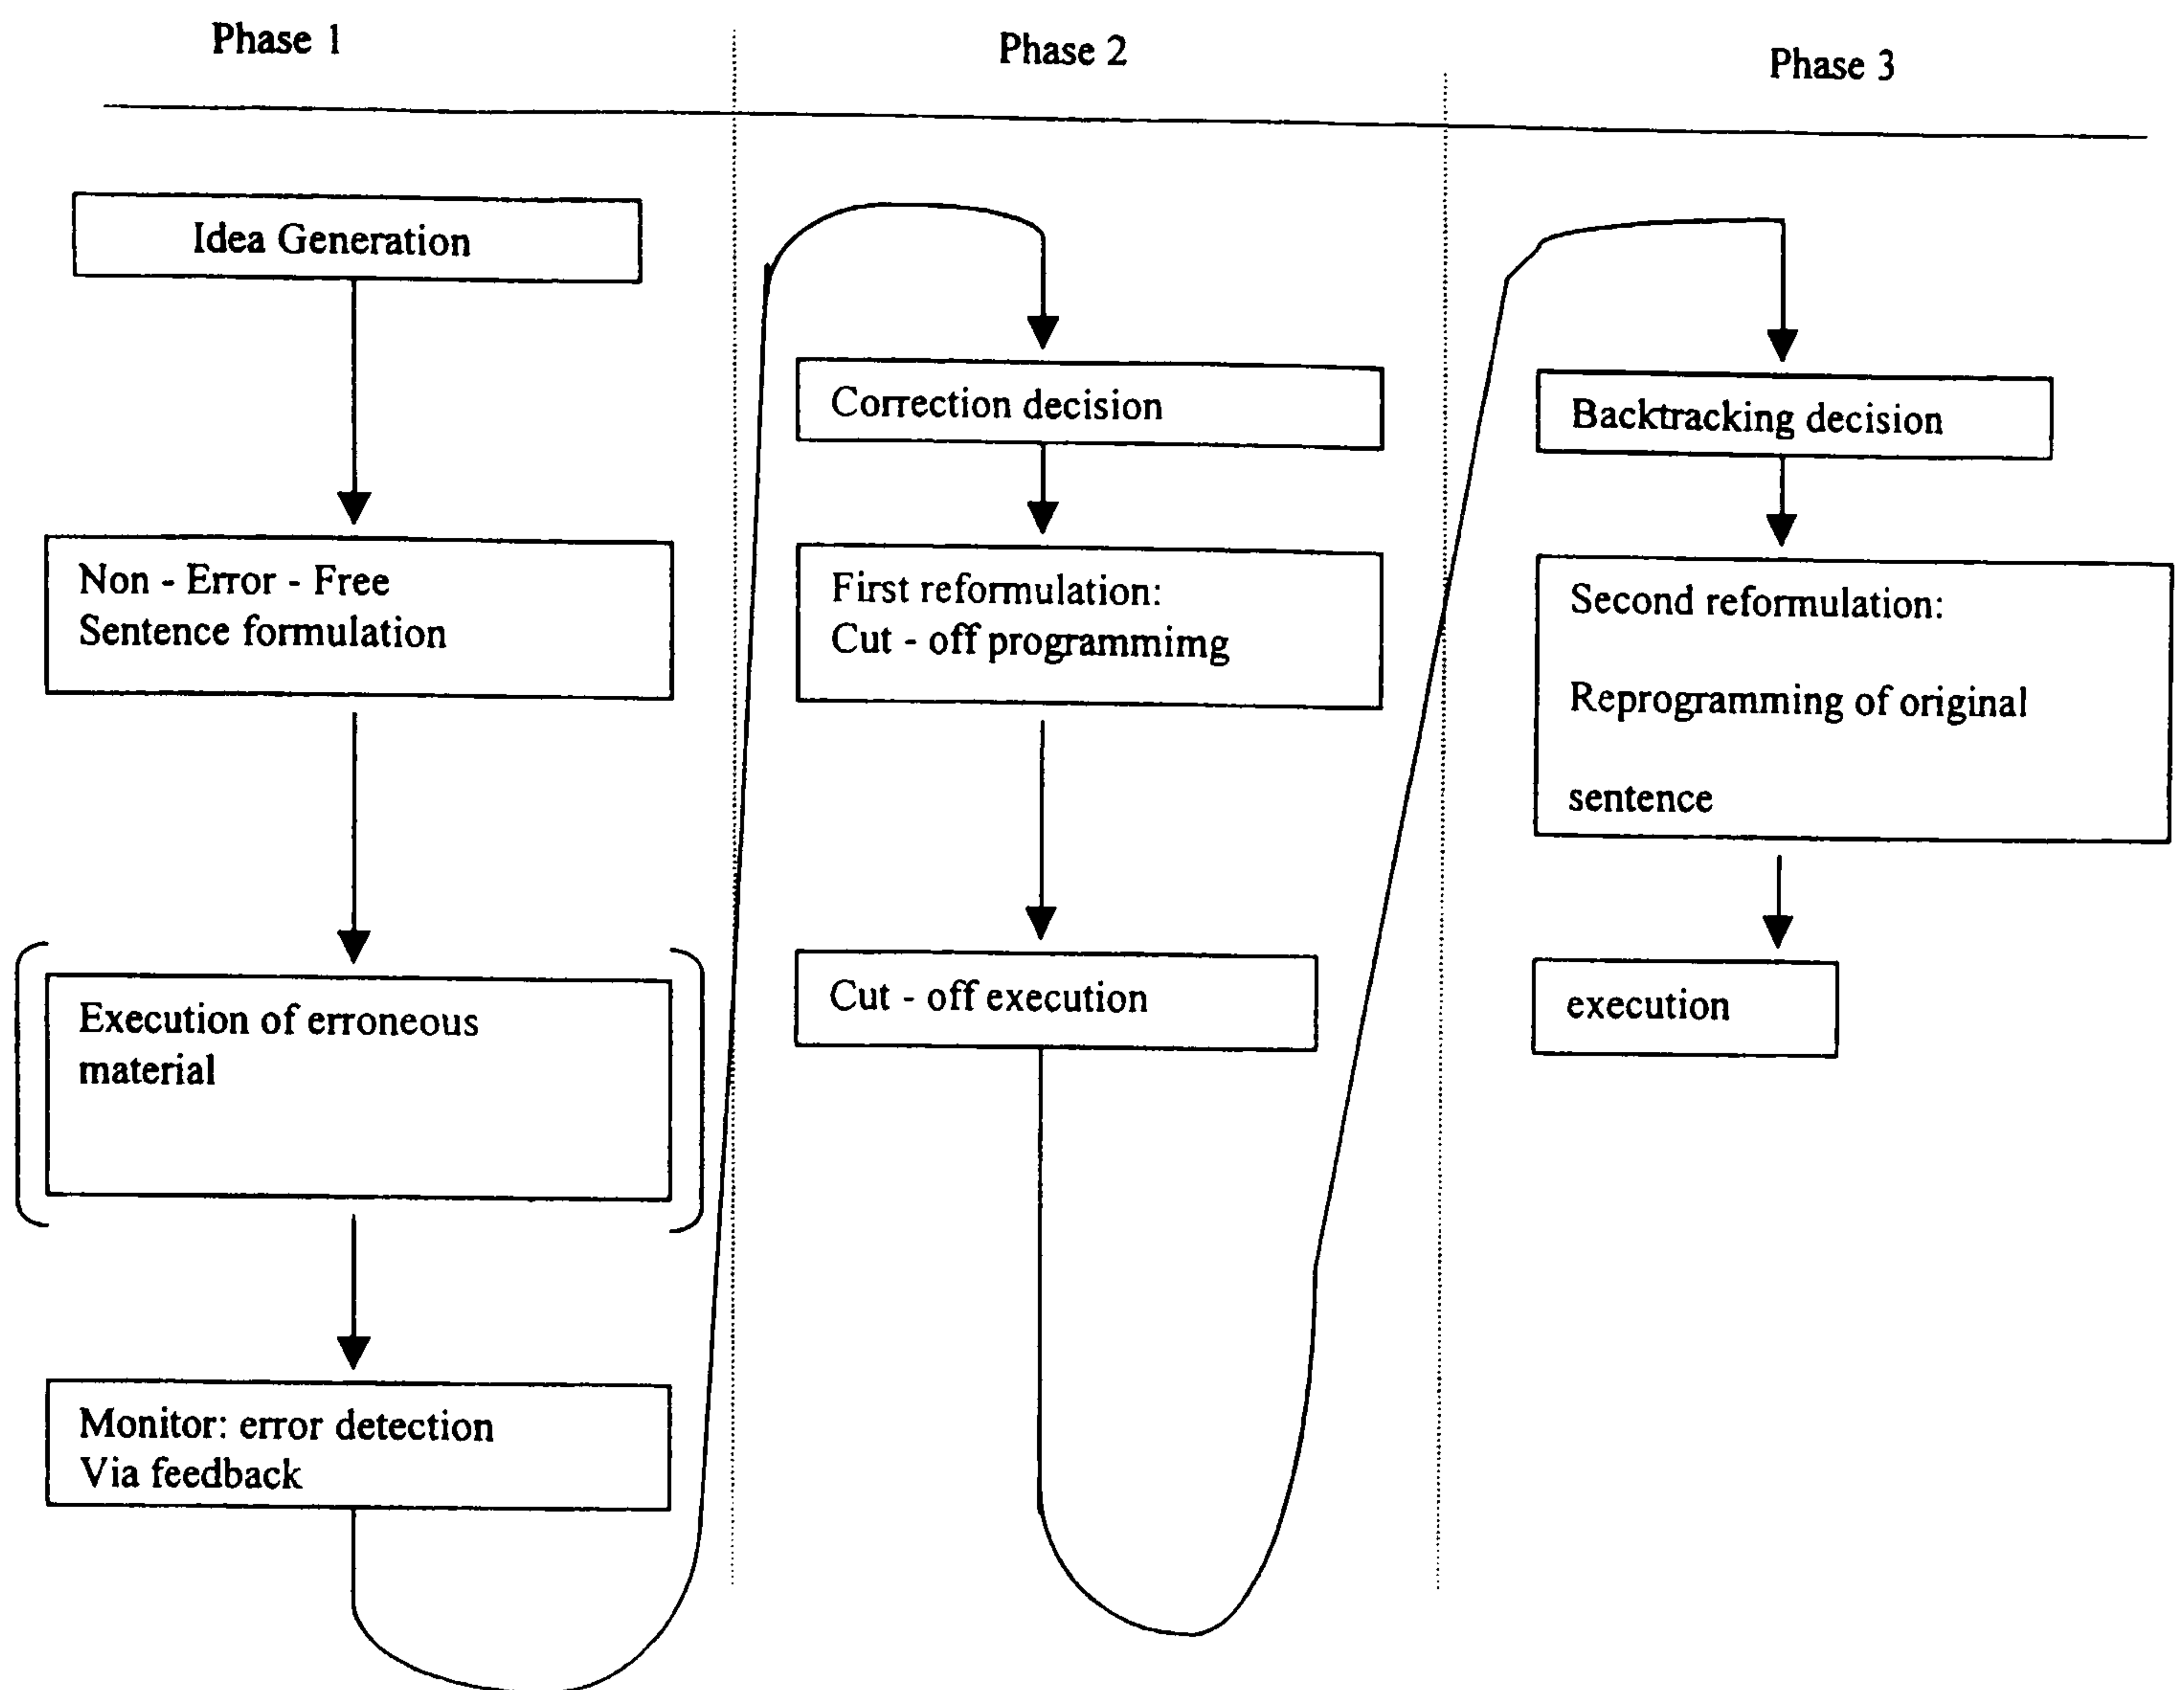 Phase 1
Phase 2
Phase 3
Idea Generation
Non - Error - Free
Sentence formulation
Execution of erroneous
material
Monitor: error detection
Via feedback
Correction decision
First reformulation:
Cut - off programmimg
Cut - off execution
Backtracking decision
Second reformulation:
Reprogramming of original
sentence
execution